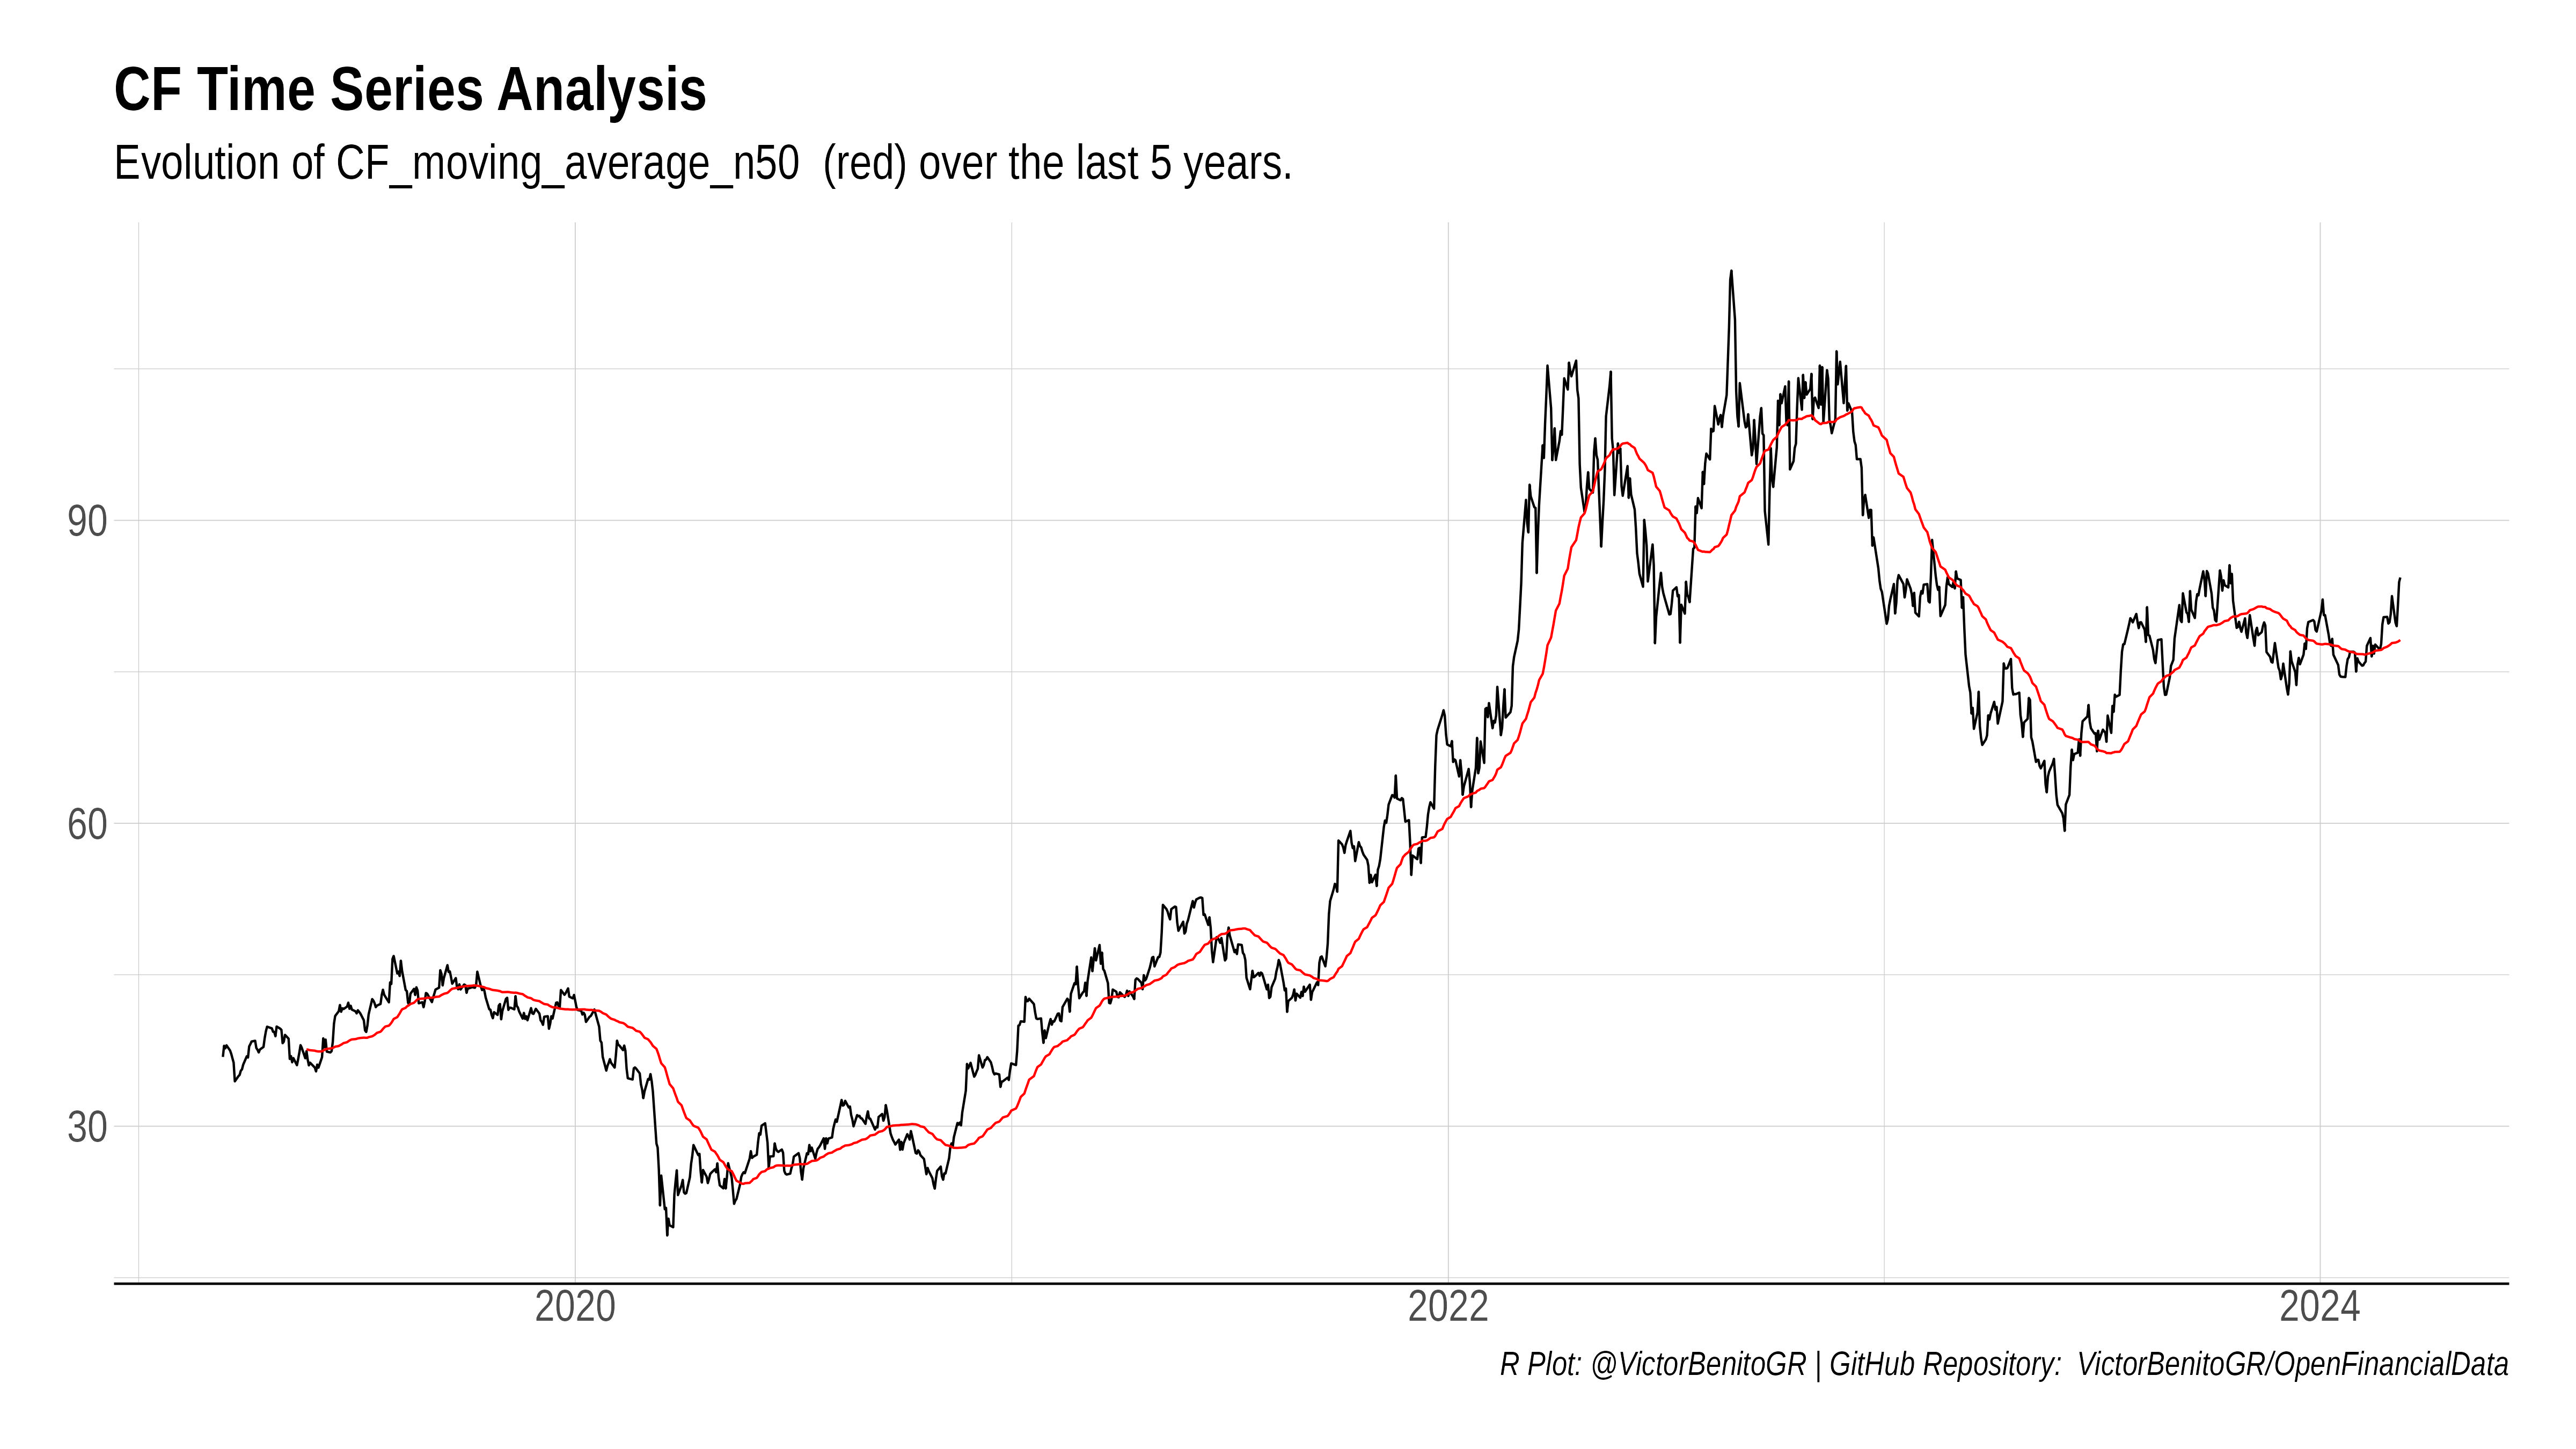 CF Time Series Analysis
Evolution of CF_moving_average_n50  (red) over the last 5 years.
90
60
30
2020 2022 2024
R Plot: @VictorBenitoGR | GitHub Repository:  VictorBenitoGR/OpenFinancialData